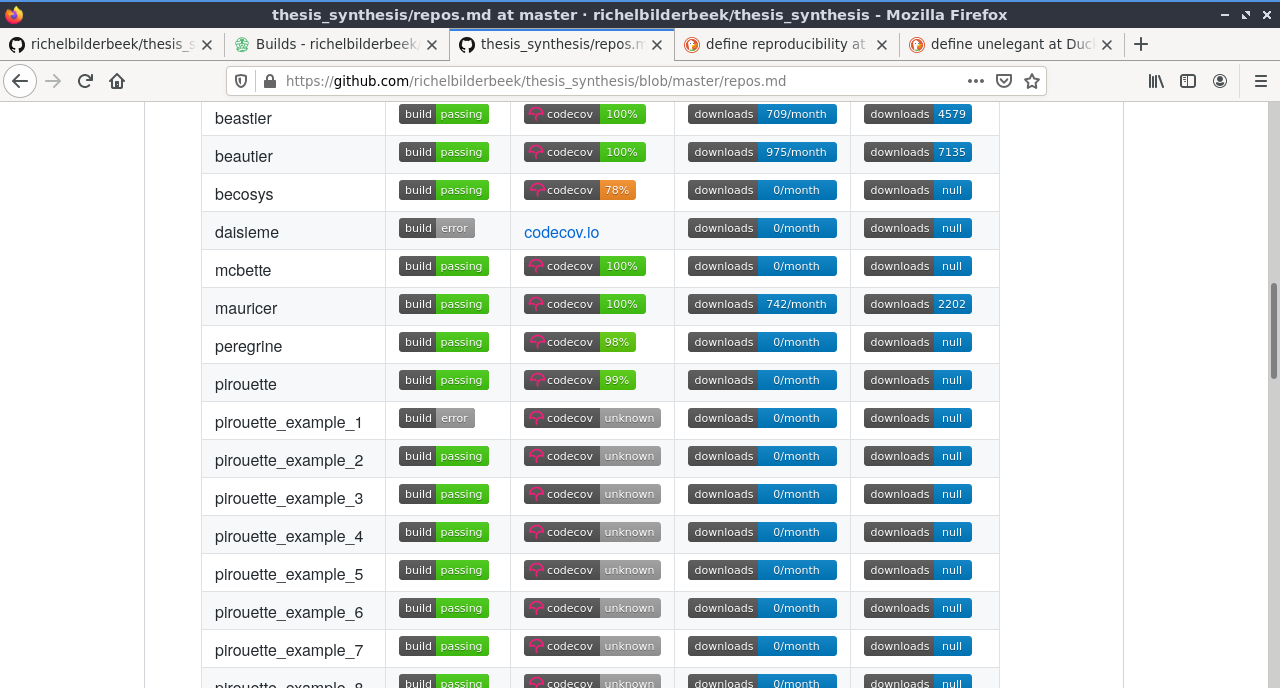 thesis_synthesis/repos.md at master · richelbilderbeek/thesis_synthesis - Mozilla Firefox
richelbilderbeek/thesis_s Builds - richelbilderbeek/ thesis_synthesis/repos.m define reproducibility at define unelegant at Duc
https://github.com/richelbilderbeek/thesis_synthesis/blob/master/repos.md
beastier build passing codecov 100% downloads 709/month downloads 4579
beautier build passing codecov 100% downloads 975/month downloads 7135
becosys build passing codecov 78% downloads 0/month downloads null
daisieme build error codecov.io downloads 0/month downloads null
mcbette build passing codecov 100% downloads 0/month downloads null
mauricer build passing codecov 100% downloads 742/month downloads 2202
peregrine build passing codecov 98% downloads 0/month downloads null
pirouette build passing codecov 99% downloads 0/month downloads null
pirouette_example_1 build error codecov unknown downloads 0/month downloads null
pirouette_example_2 build passing codecov unknown downloads 0/month downloads null
pirouette_example_3 build passing codecov unknown downloads 0/month downloads null
pirouette_example_4 build passing codecov unknown downloads 0/month downloads null
pirouette_example_5 build passing codecov unknown downloads 0/month downloads null
pirouette_example_6 build passing codecov unknown downloads 0/month downloads null
pirouette_example_7 build passing codecov unknown downloads 0/month downloads null
pirouette_example_8 build passing codecov unknown downloads 0/month downloads null